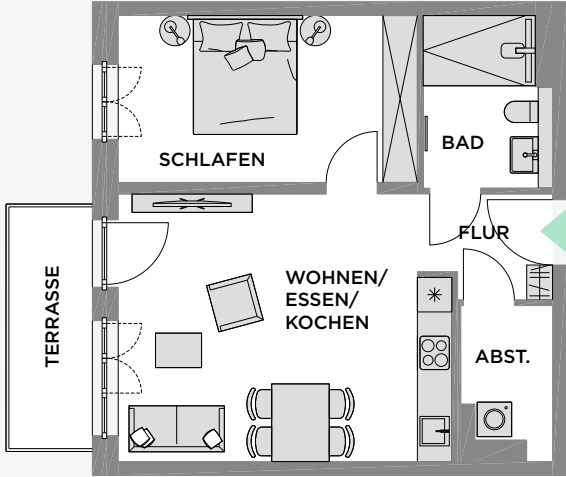 SCHLAFEN
BAD
FLUR
TERRASSE
WOHNEN/
ESSEN/
KOCHEN
ABST.